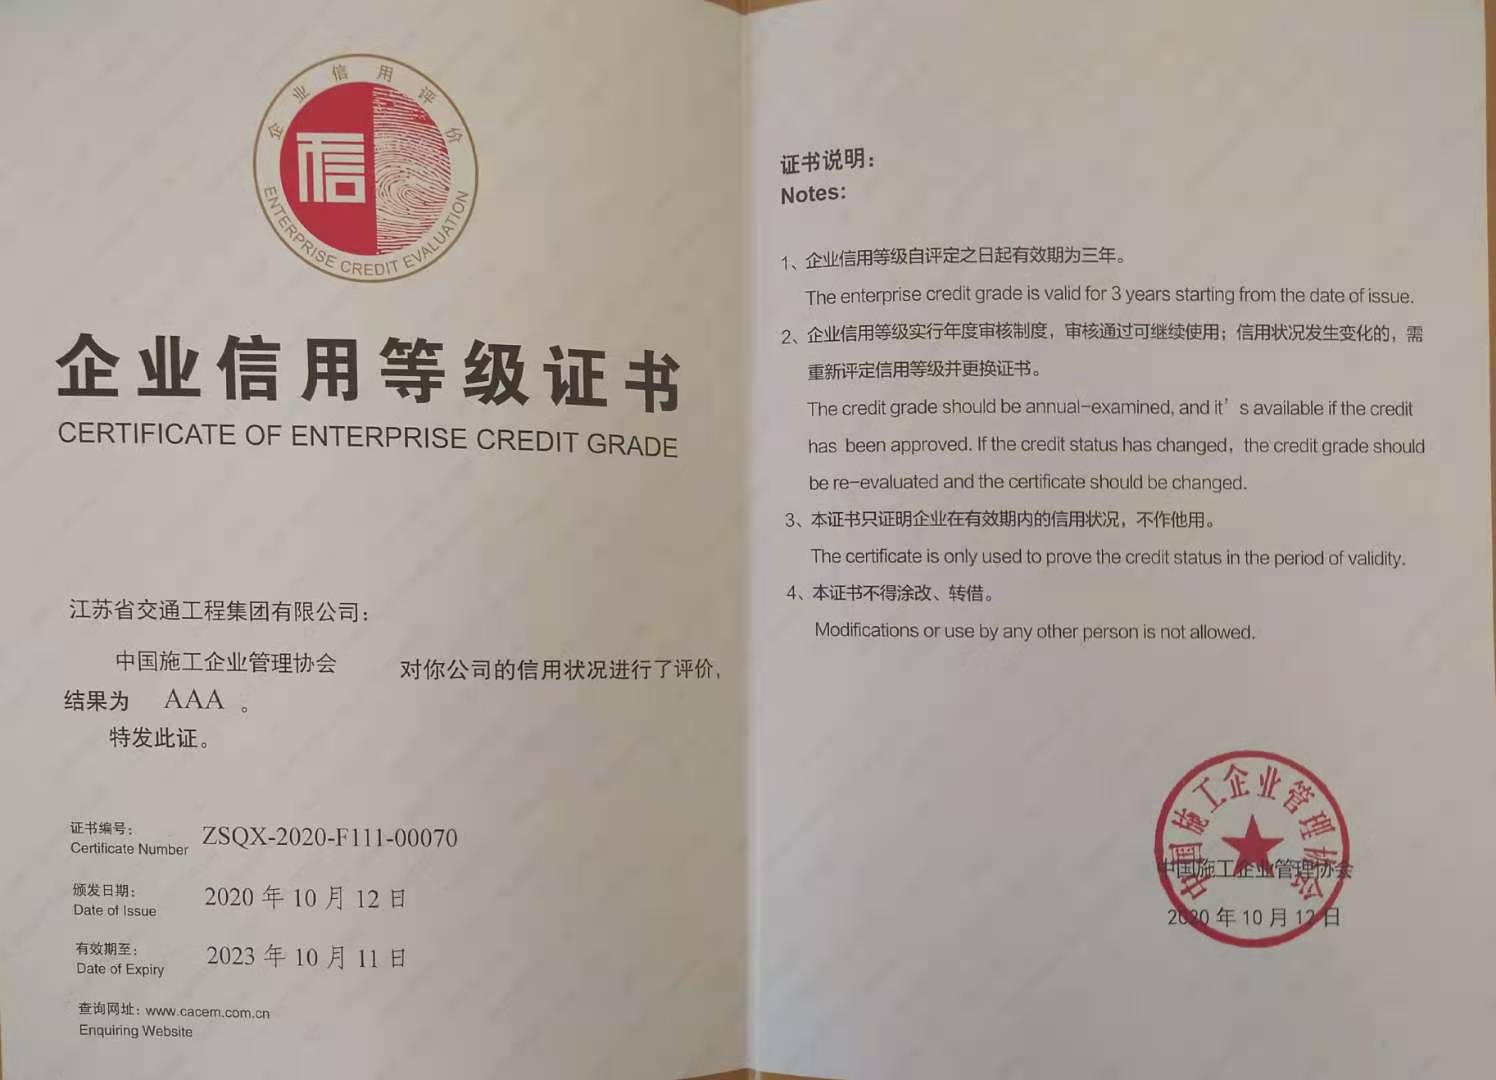 企业信用评价
信
ENTERPRISE CREDIT EVALUATION
企业信用等级证书
CERTIFICATE OF ENTERPRISE CREDIT GRADE
江苏省交通工程集团有限公司：
中国施工企业管理协会 对你公司的信用状况进行了评价，
结果为 AAA 。
特发此证。
证书编号：
Certificate Number ZSQX-2020-F111-00070
颁发日期：
Date of Issue 2020 年 10 月 12 日
有效期至：
Date of Expiry 2023 年 10 月 11 日
查询网址：www.cacem.com.cn
Enquiring Website
证书说明：
Notes:
1、企业信用等级自评定之日起有效期为三年。
The enterprise credit grade is valid for 3 years starting from the date of issue.
2、企业信用等级实行年度审核制度，审核通过可继续使用；信用状况发生变化的，需
重新评定信用等级并更换证书。
The credit grade should be annual-examined, and it's available if the credit
has been approved. If the credit status has changed, the credit grade should
be re-evaluated and the certificate should be changed.
3、本证书只证明企业在有效期内的信用状况，不作他用。
The certificate is only used to prove the credit status in the period of validity.
4、本证书不得涂改、转借。
Modifications or use by any other person is not allowed.
中国施工企业管理协会
中国施工企业管理协会
2020 年 10 月 12 日